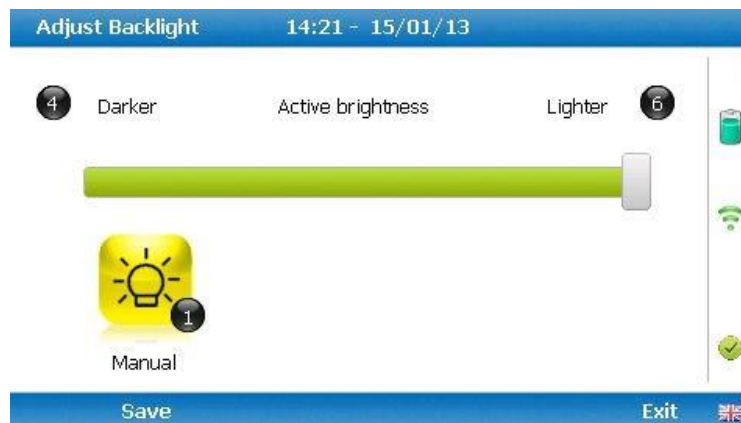 Adjust Backlight 14:21 - 15/01/13
4 Darker Active brightness Lighter 6
1
Manual
Save Exit